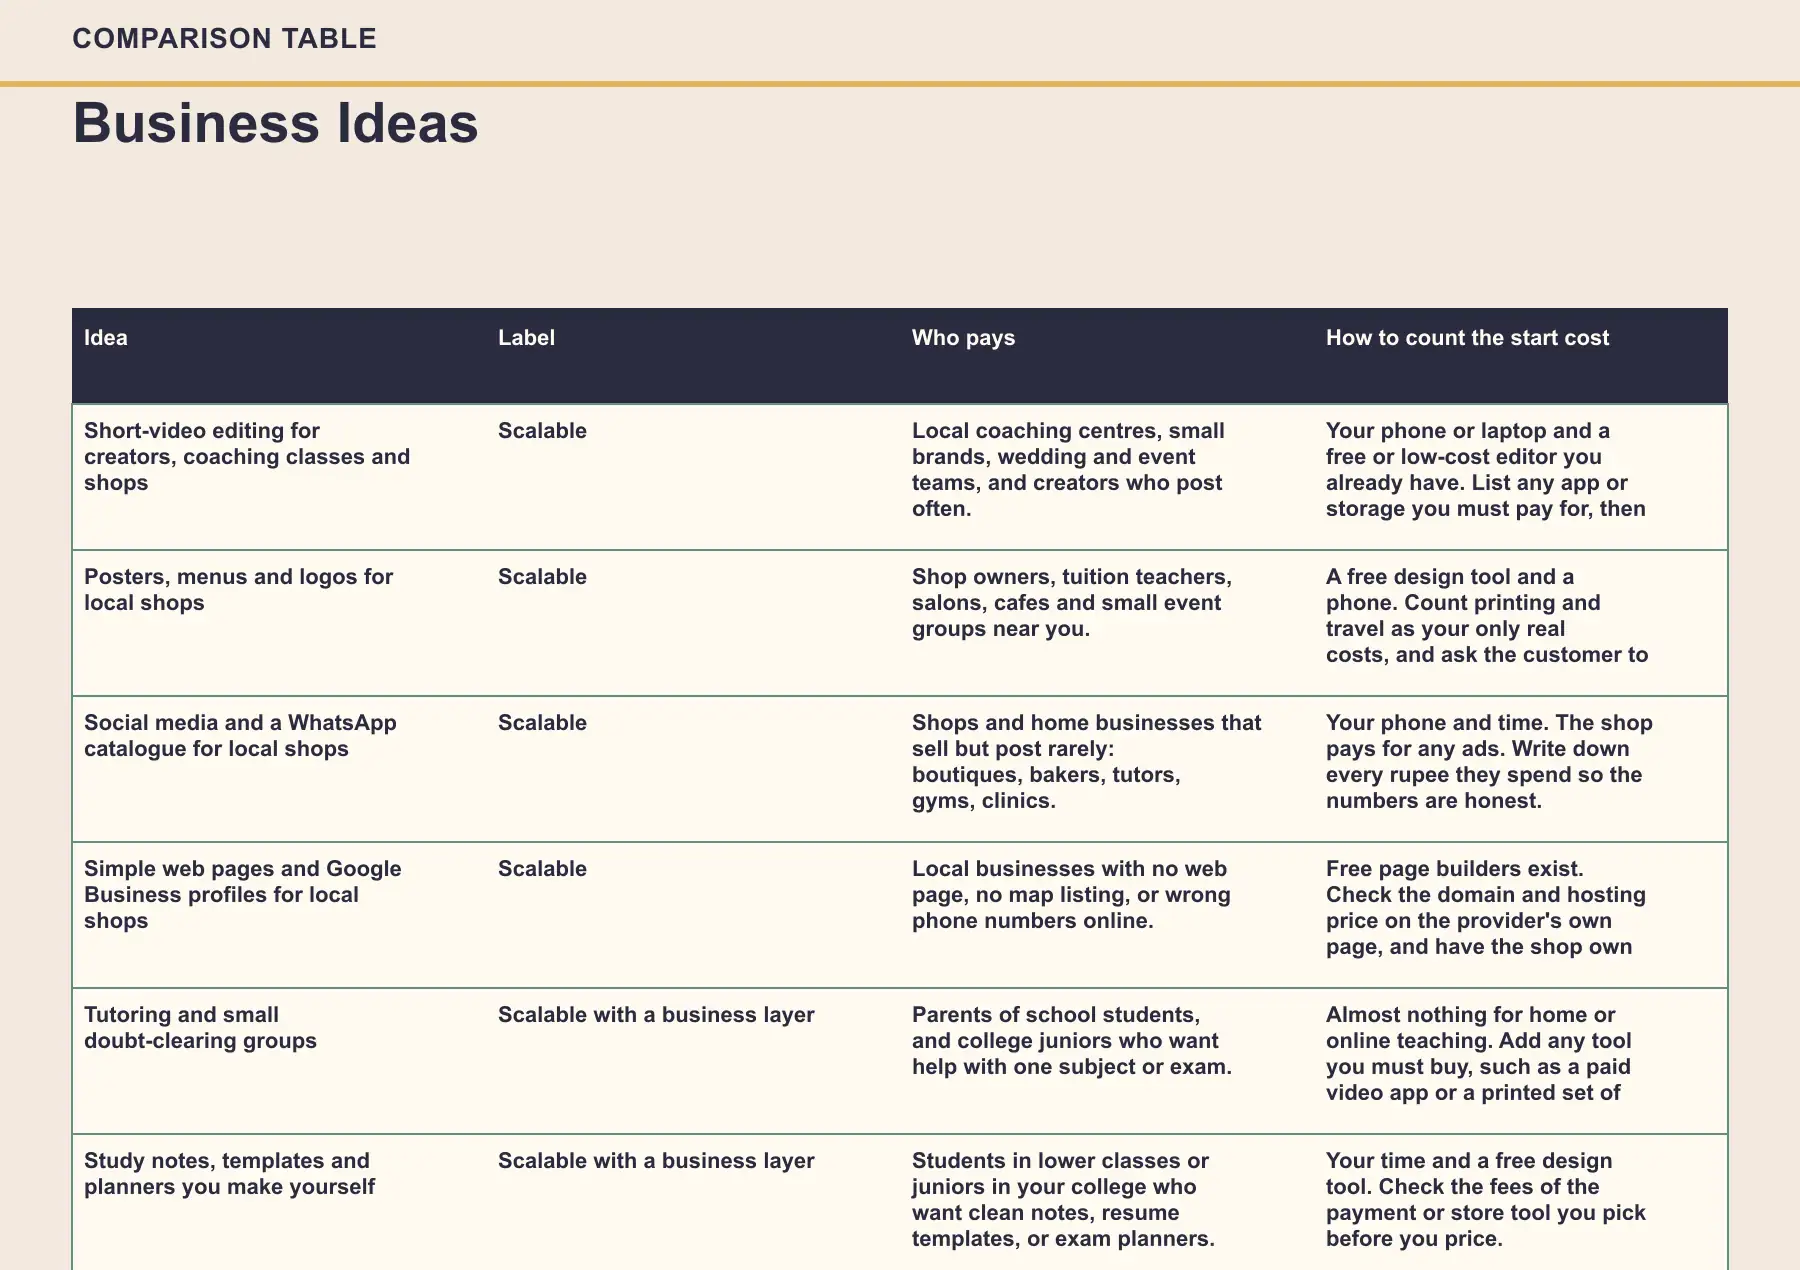 COMPARISON TABLE
Business Ideas
Idea
Label
Who pays
How to count the start cost
Short-video editing for
creators, coaching classes and
shops
Scalable
Local coaching centres, small
brands, wedding and event
teams, and creators who post
often.
Your phone or laptop and a
free or low-cost editor you
already have. List any app or
storage you must pay for, then
Posters, menus and logos for
local shops
Scalable
Shop owners, tuition teachers,
salons, cafes and small event
groups near you.
A free design tool and a
phone. Count printing and
travel as your only real
costs, and ask the customer to
Social media and a WhatsApp
catalogue for local shops
Scalable
Shops and home businesses that
sell but post rarely:
boutiques, bakers, tutors,
gyms, clinics.
Your phone and time. The shop
pays for any ads. Write down
every rupee they spend so the
numbers are honest.
Simple web pages and Google
Business profiles for local
shops
Scalable
Local businesses with no web
page, no map listing, or wrong
phone numbers online.
Free page builders exist.
Check the domain and hosting
price on the provider's own
page, and have the shop own
Tutoring and small
doubt-clearing groups
Scalable with a business layer
Parents of school students,
and college juniors who want
help with one subject or exam.
Almost nothing for home or
online teaching. Add any tool
you must buy, such as a paid
video app or a printed set of
Study notes, templates and
planners you make yourself
Scalable with a business layer
Students in lower classes or
juniors in your college who
want clean notes, resume
templates, or exam planners.
Your time and a free design
tool. Check the fees of the
payment or store tool you pick
before you price.